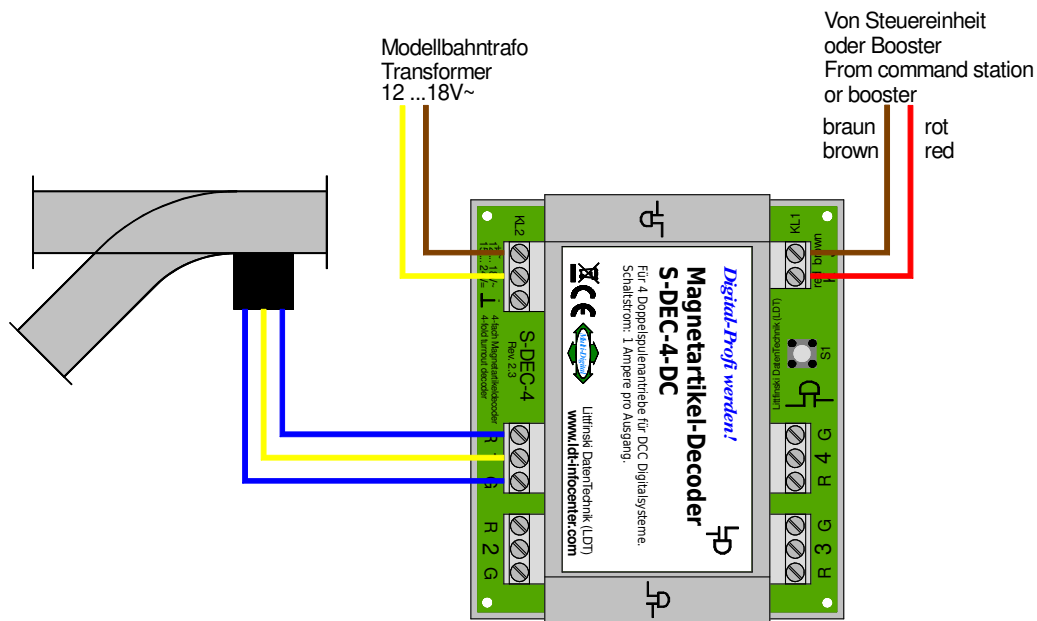 Modellbahntrafo
Transformer
12 ...18V~
Von Steuereinheit
oder Booster
From command station
or booster
braun
brown
rot
red
KL2
4-fach Magnetartikeldecoder
4-fold turnout decoder
S-DEC-4
Rev. 2.3
R
G
R 2 G
Digital-Profi werden!
Magnetartikel-Decoder
S-DEC-4-DC
Für 4 Doppelspulenantriebe für DCC Digitalsysteme.
Schaltstrom: 1 Ampere pro Ausgang.
CE
Multi-Digital
Littfinski DatenTechnik (LDT)
www.ldt-infocenter.com
KL1
brown
S1
Littfinski DatenTechnik (LDT)
R 4 G
R 3 G